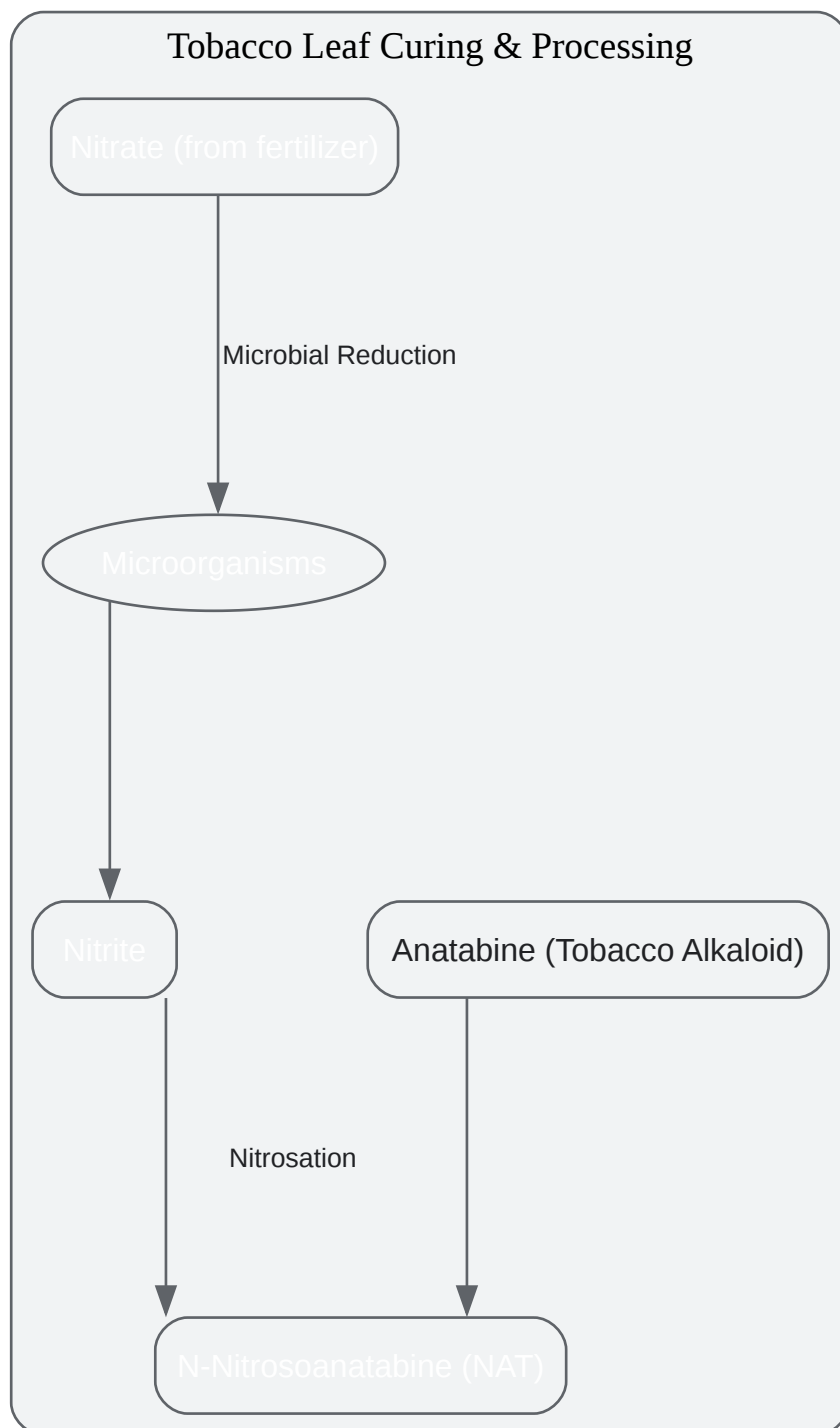 Tobacco Leaf Curing & Processing
Nitrate (from fertilizer)
Microbial Reduction
Microorganisms
Nitrite
Anatabine (Tobacco Alkaloid)
Nitrosation
N-Nitrosoanatabine (NAT)